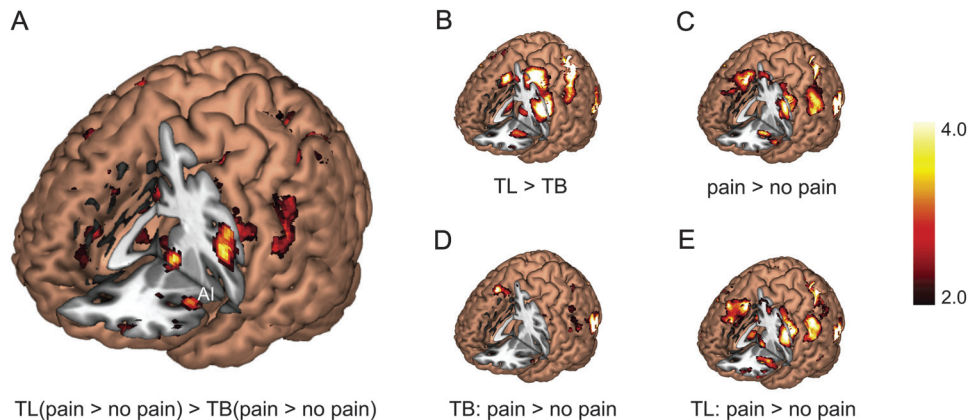 A
B
C
AI
TL > TB
pain > no pain
4.0
D
E
2.0
TL(pain > no pain) > TB(pain > no pain)
TB: pain > no pain
TL: pain > no pain